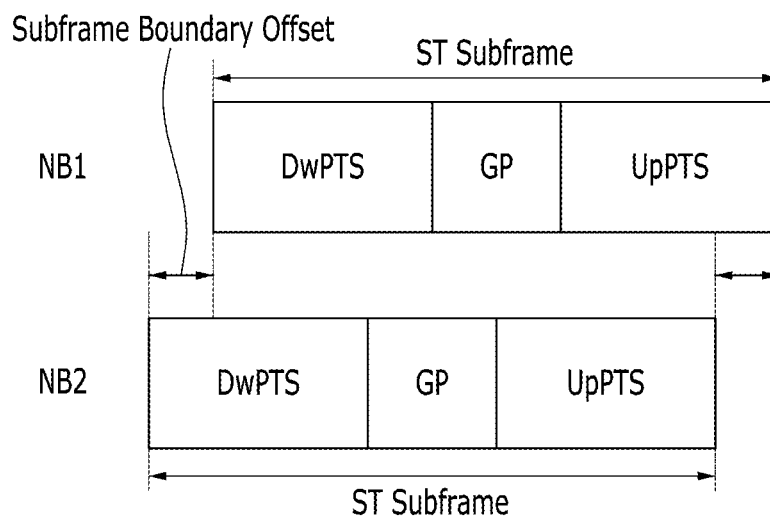 Subframe Boundary Offset
ST Subframe
NB1
DwPTS
GP
UpPTS
NB2
DwPTS
GP
UpPTS
ST Subframe